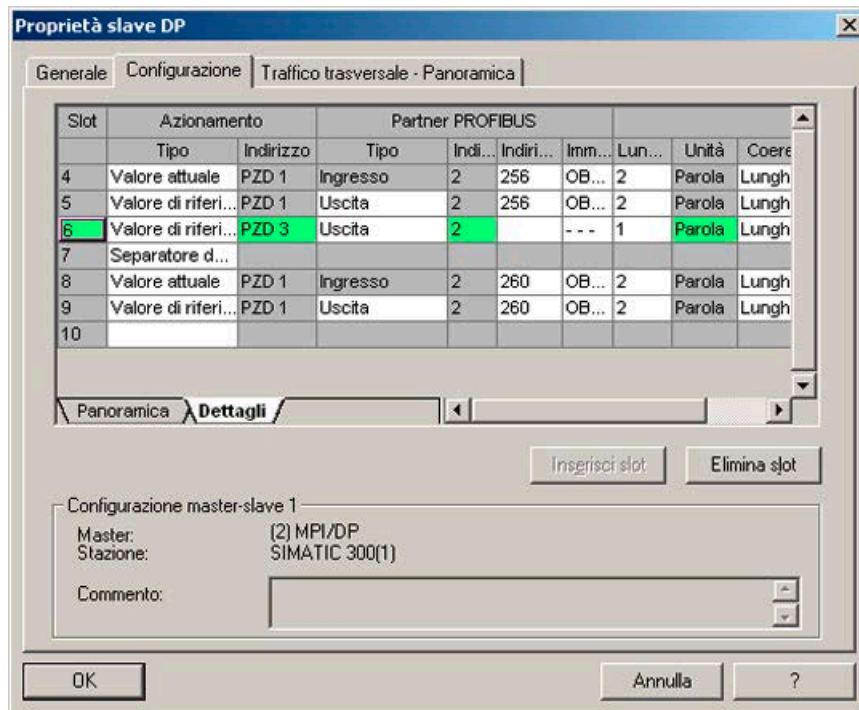 Proprietà slave DP
Generale Configurazione Traffico trasversale - Panoramica
Slot Azionamento Partner PROFIBUS
Tipo Indirizzo Tipo Indi... Indiri... Imm... Lun... Unità Coere
4 Valore attuale PZD 1 Ingresso 2 256 OB... 2 Parola Lungh
5 Valore di riferi... PZD 1 Uscita 2 256 OB... 2 Parola Lungh
6 Valore di riferi... PZD 3 Uscita 2 - - - 1 Parola Lungh
7 Separatore d...
8 Valore attuale PZD 1 Ingresso 2 260 OB... 2 Parola Lungh
9 Valore di riferi... PZD 1 Uscita 2 260 OB... 2 Parola Lungh
10
Panoramica Dettagli
Inserisci slot Elimina slot
Configurazione master-slave 1
Master: (2) MPI/DP
Stazione: SIMATIC 300(1)
Commento:
OK Annulla ?